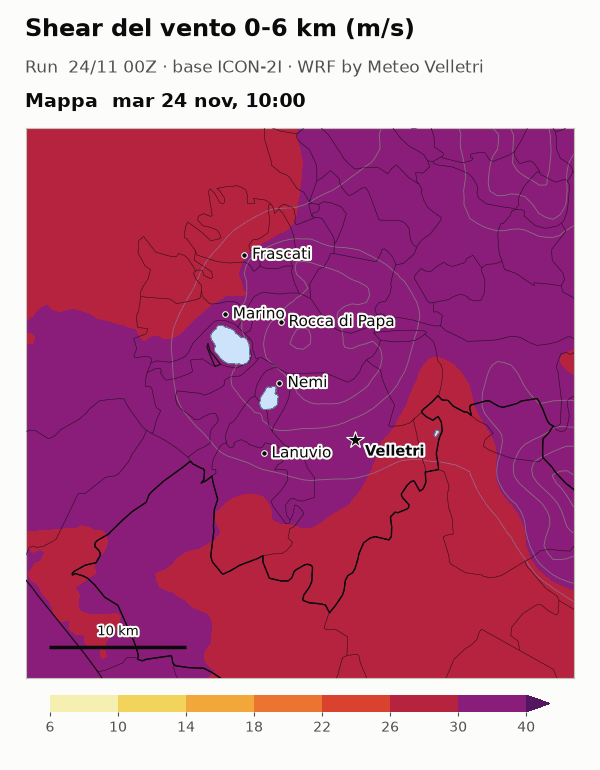 Shear del vento 0-6 km (m/s)
Run  24/11 00Z · base ICON-2I · WRF by Meteo Velletri
Mappa  mar 24 nov, 10:00
Frascati
Marino
Rocca di Papa
Nemi
Velletri
Lanuvio
10 km
6 10 14 18 22 26 30 40